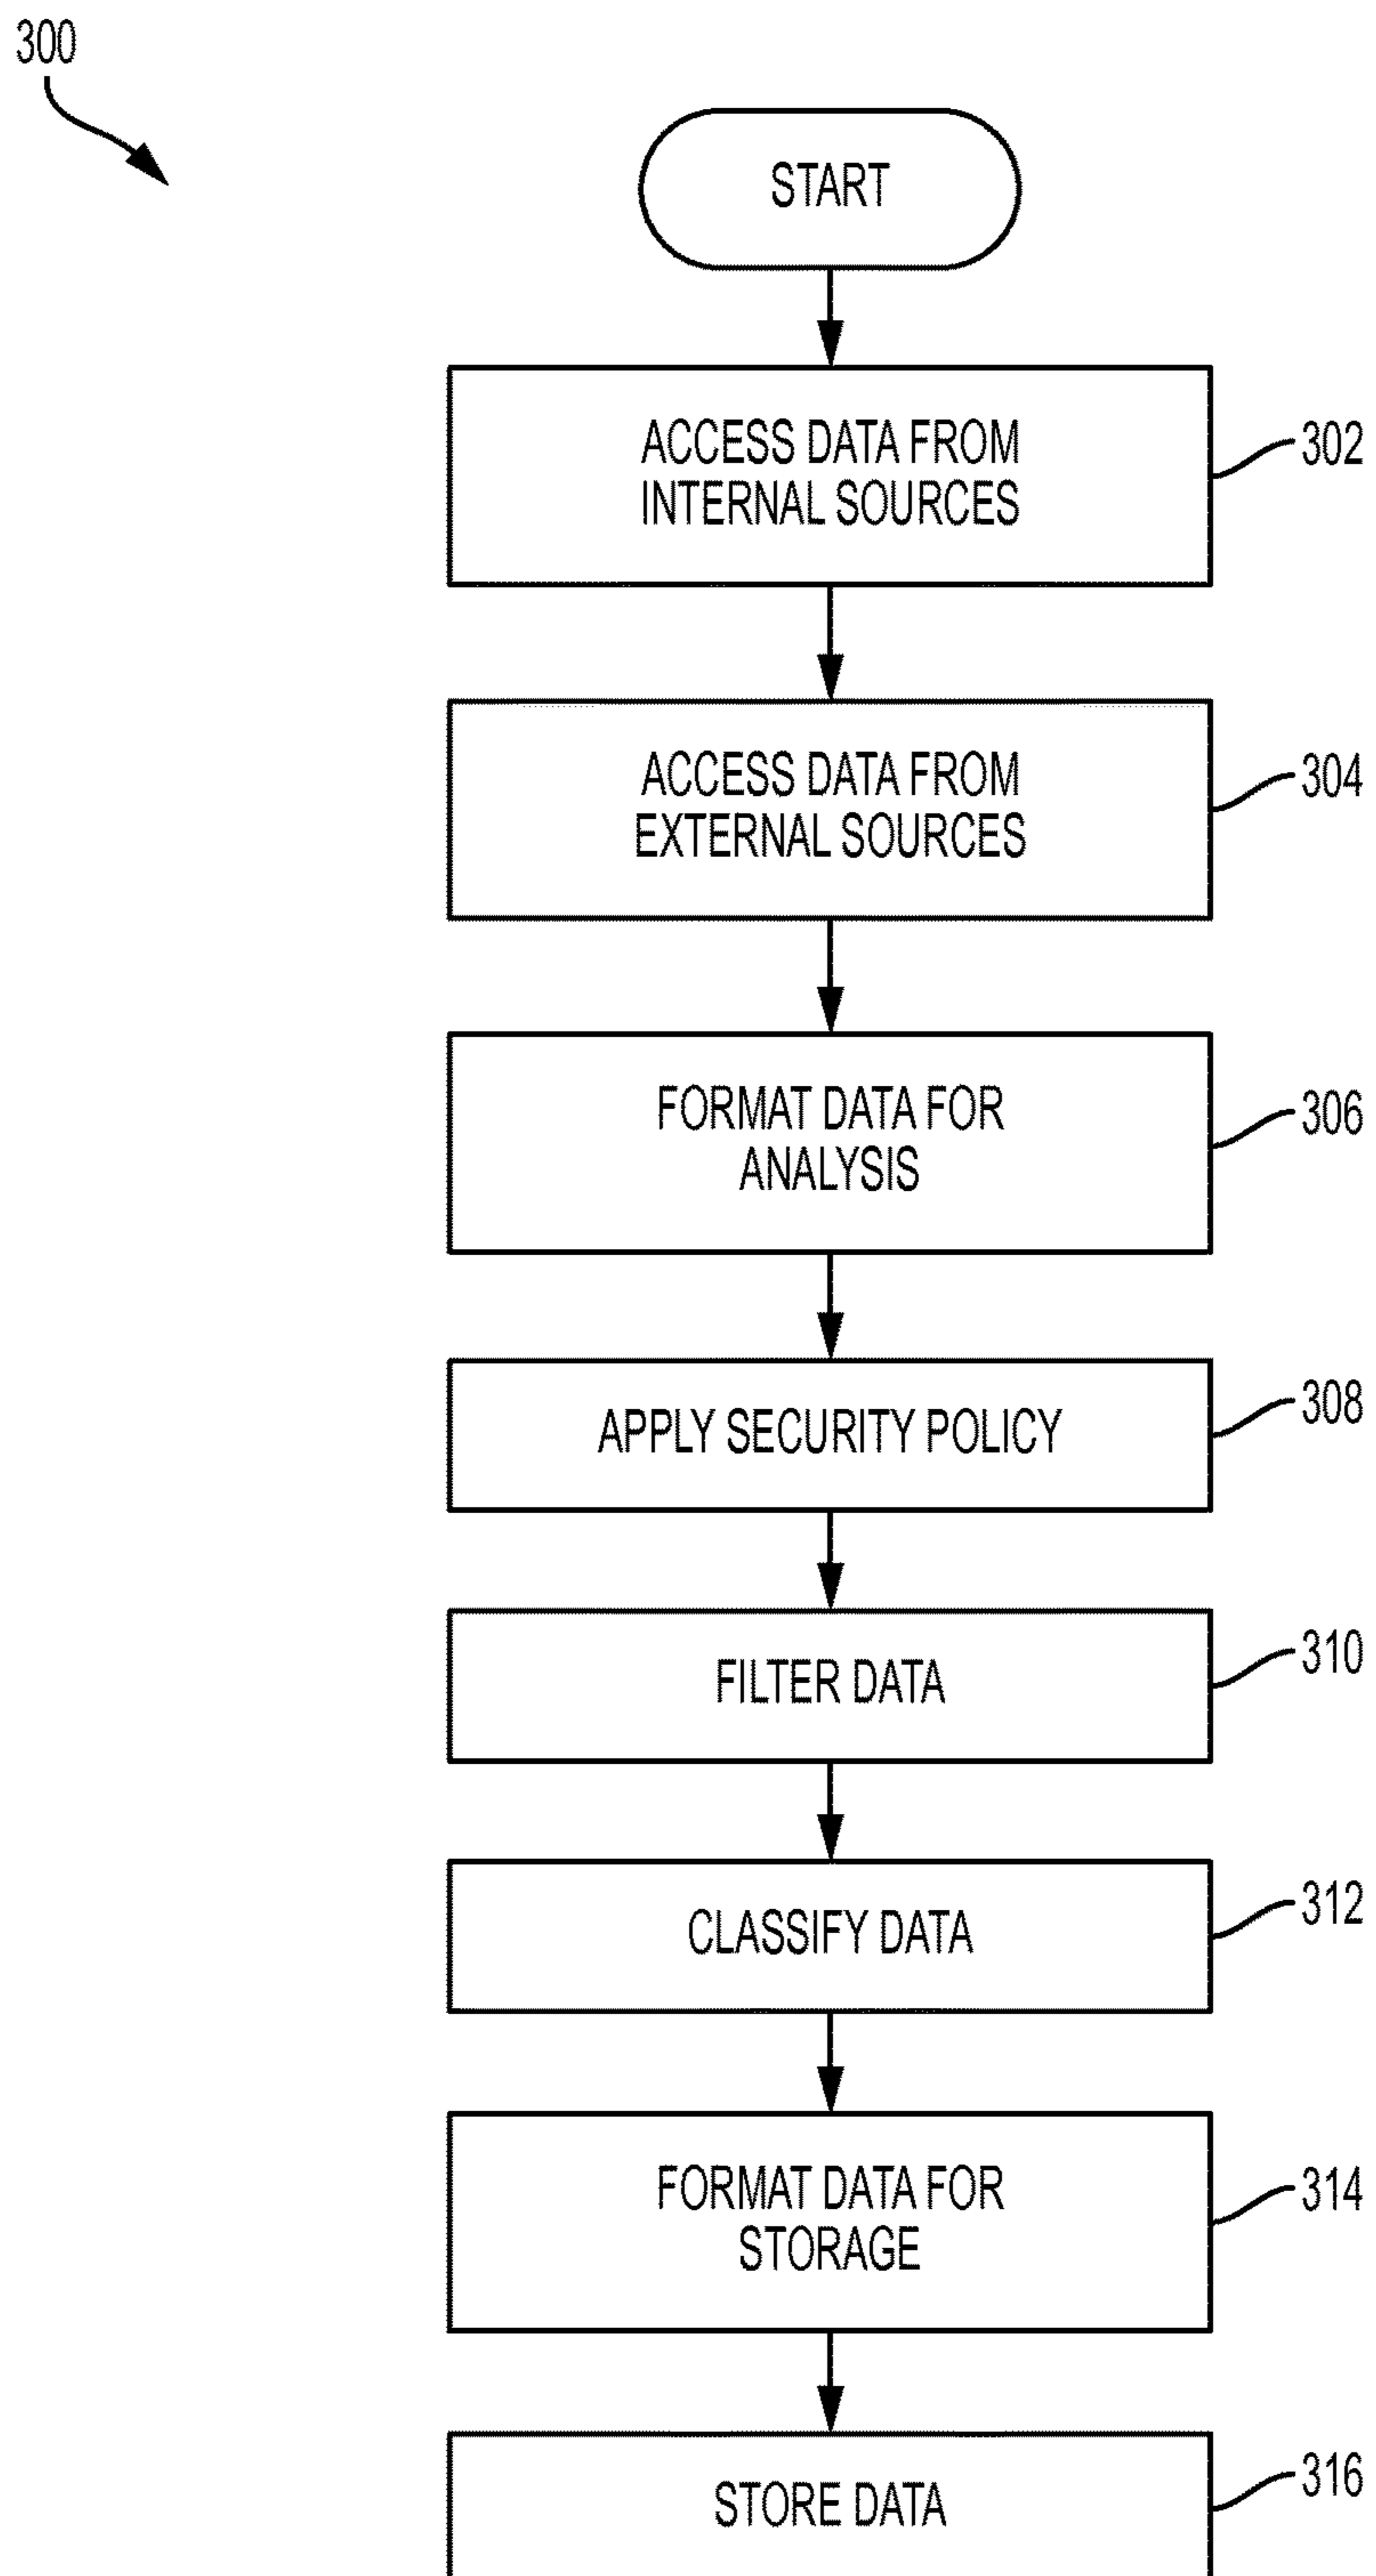 300
START
ACCESS DATA FROM
INTERNAL SOURCES
302
ACCESS DATA FROM
EXTERNAL SOURCES
304
FORMAT DATA FOR
ANALYSIS
306
APPLY SECURITY POLICY
308
FILTER DATA
310
CLASSIFY DATA
312
FORMAT DATA FOR
STORAGE
314
STORE DATA
316